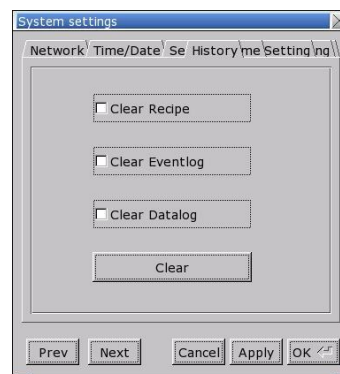 System settings
Network Time/Date Se History me Setting ng
Clear Recipe
Clear Eventlog
Clear Datalog
Clear
Prev Next Cancel Apply OK